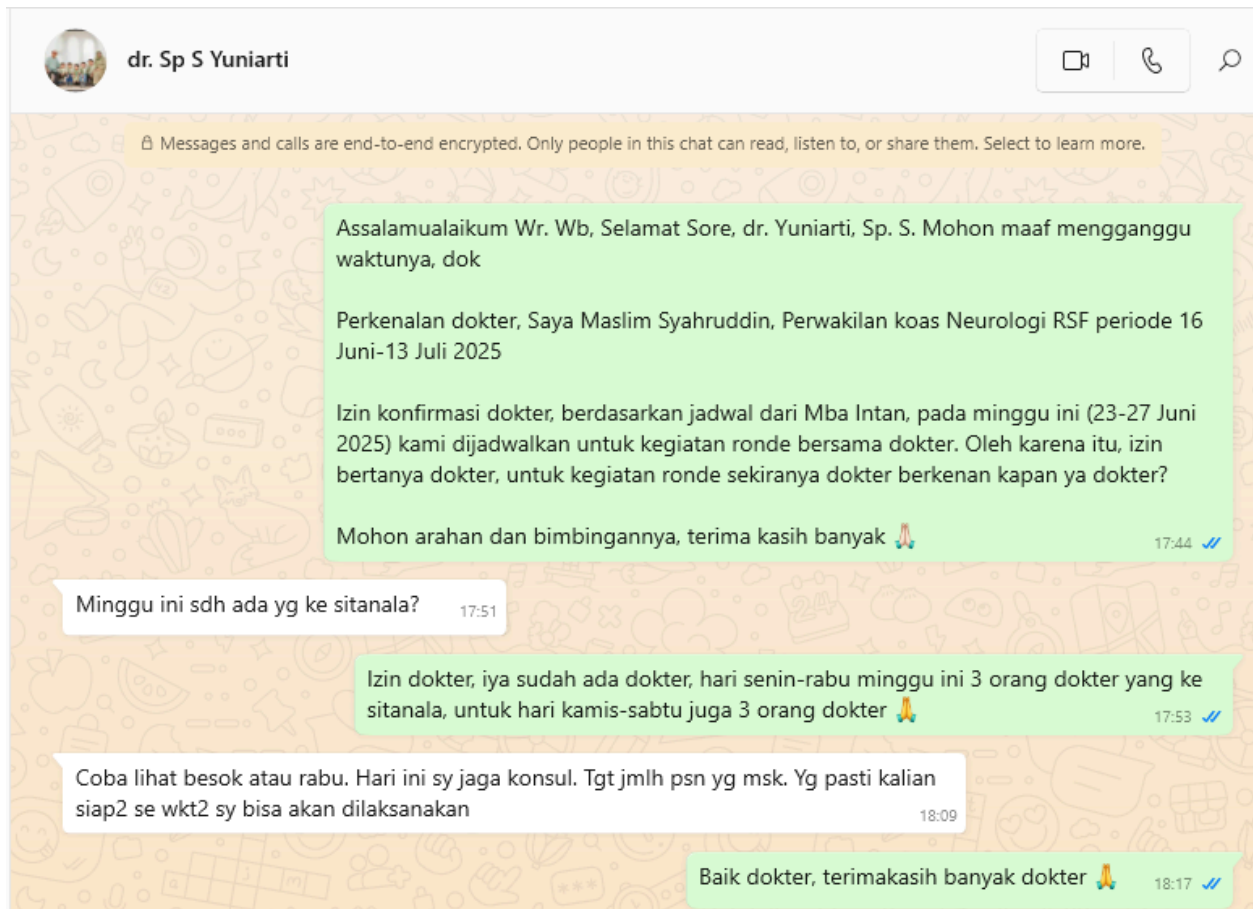 dr. Sp S Yuniarti
Messages and calls are end-to-end encrypted. Only people in this chat can read, listen to, or share them. Select to learn more.
Assalamualaikum Wr. Wb, Selamat Sore, dr. Yuniarti, Sp. S. Mohon maaf mengganggu
waktunya, dok
Perkenalan dokter, Saya Maslim Syahruddin, Perwakilan koas Neurologi RSF periode 16
Juni-13 Juli 2025
Izin konfirmasi dokter, berdasarkan jadwal dari Mba Intan, pada minggu ini (23-27 Juni
2025) kami dijadwalkan untuk kegiatan ronde bersama dokter. Oleh karena itu, izin
bertanya dokter, untuk kegiatan ronde sekiranya dokter berkenan kapan ya dokter?
Mohon arahan dan bimbingannya, terima kasih banyak 🙏🏻
17:44
Minggu ini sdh ada yg ke sitanala?
17:51
Izin dokter, iya sudah ada dokter, hari senin-rabu minggu ini 3 orang dokter yang ke
sitanala, untuk hari kamis-sabtu juga 3 orang dokter 🙏
17:53
Coba lihat besok atau rabu. Hari ini sy jaga konsul. Tgt jmlh psn yg msk. Yg pasti kalian
siap2 se wkt2 sy bisa akan dilaksanakan
18:09
Baik dokter, terimakasih banyak dokter 🙏
18:17